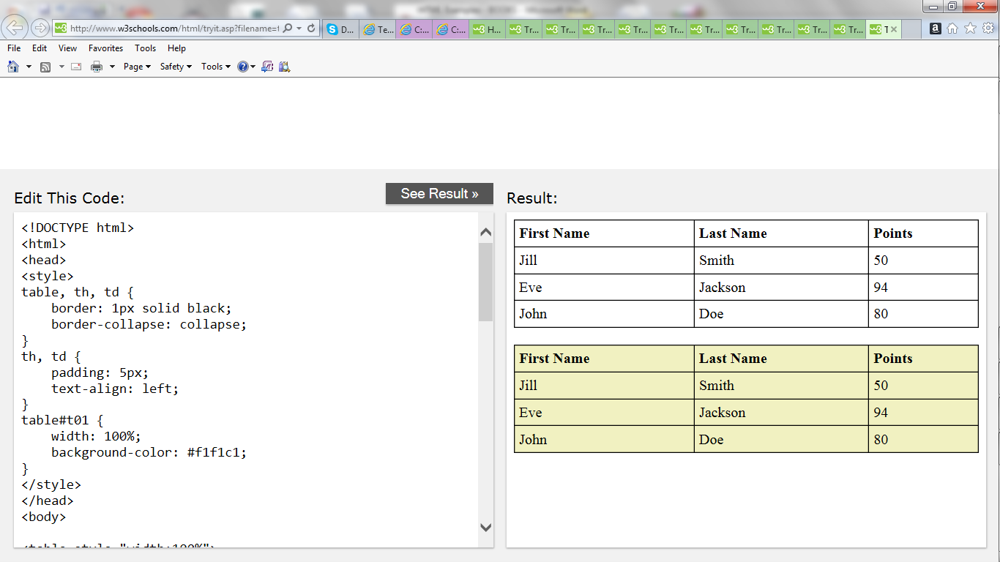 http://www.w3schools.com/html/tryit.asp?filename=t
D...
Te...
C:...
C:...
H...
Tr...
Tr...
Tr...
Tr...
Tr...
Tr...
Tr...
Tr...
Tr...
Tr...
T
File Edit View Favorites Tools Help
Page Safety Tools
Edit This Code:
See Result »
<!DOCTYPE html>
<html>
<head>
<style>
table, th, td {
    border: 1px solid black;
    border-collapse: collapse;
}
th, td {
    padding: 5px;
    text-align: left;
}
table#t01 {
    width: 100%;
    background-color: #f1f1c1;
}
</style>
</head>
<body>
<table style="width:100%">
Result:
First Name Last Name Points
Jill Smith 50
Eve Jackson 94
John Doe 80
First Name Last Name Points
Jill Smith 50
Eve Jackson 94
John Doe 80